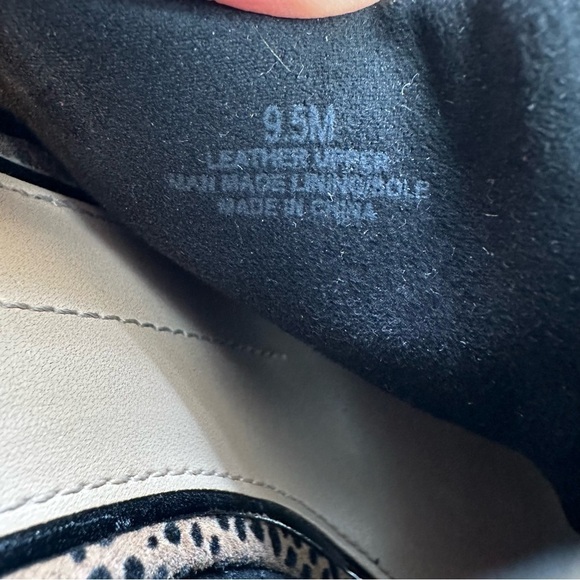 9.5M
LEATHER UPPER
MAN MADE LINING/SOLE
MADE IN CHINA